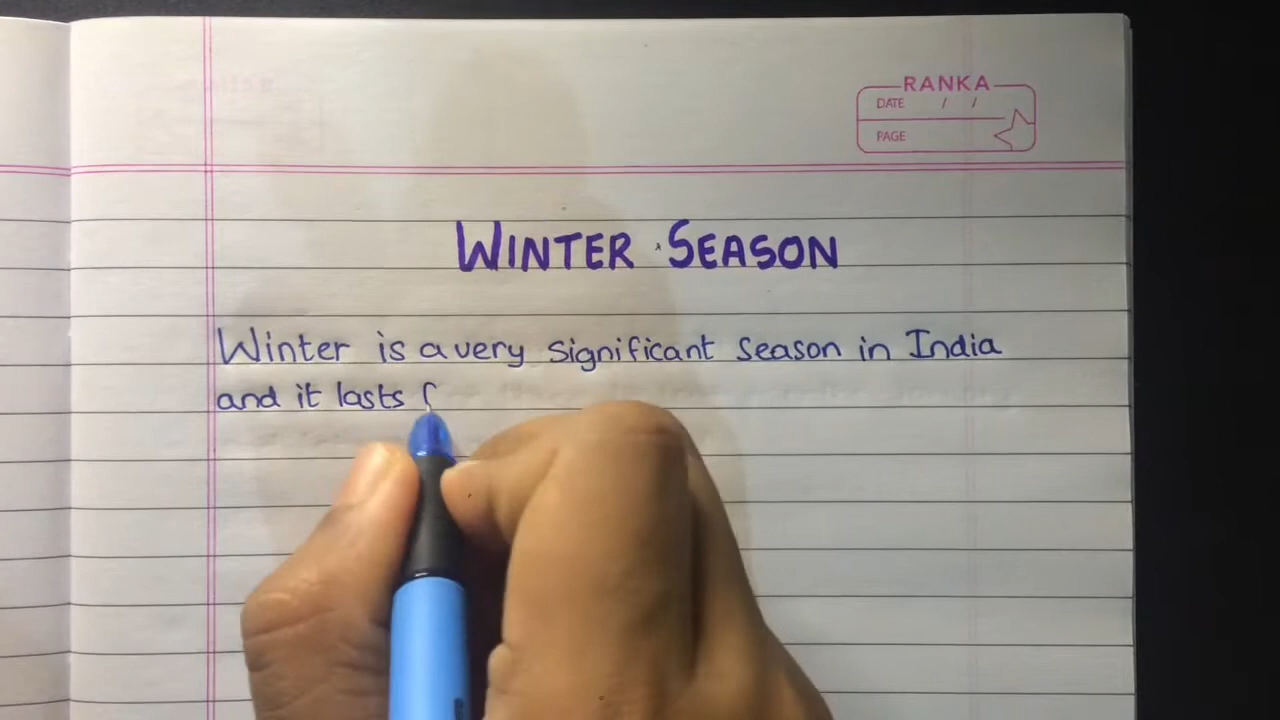 RANKA
DATE / /
PAGE
WINTER SEASON
Winter is a very significant season in India
and it lasts